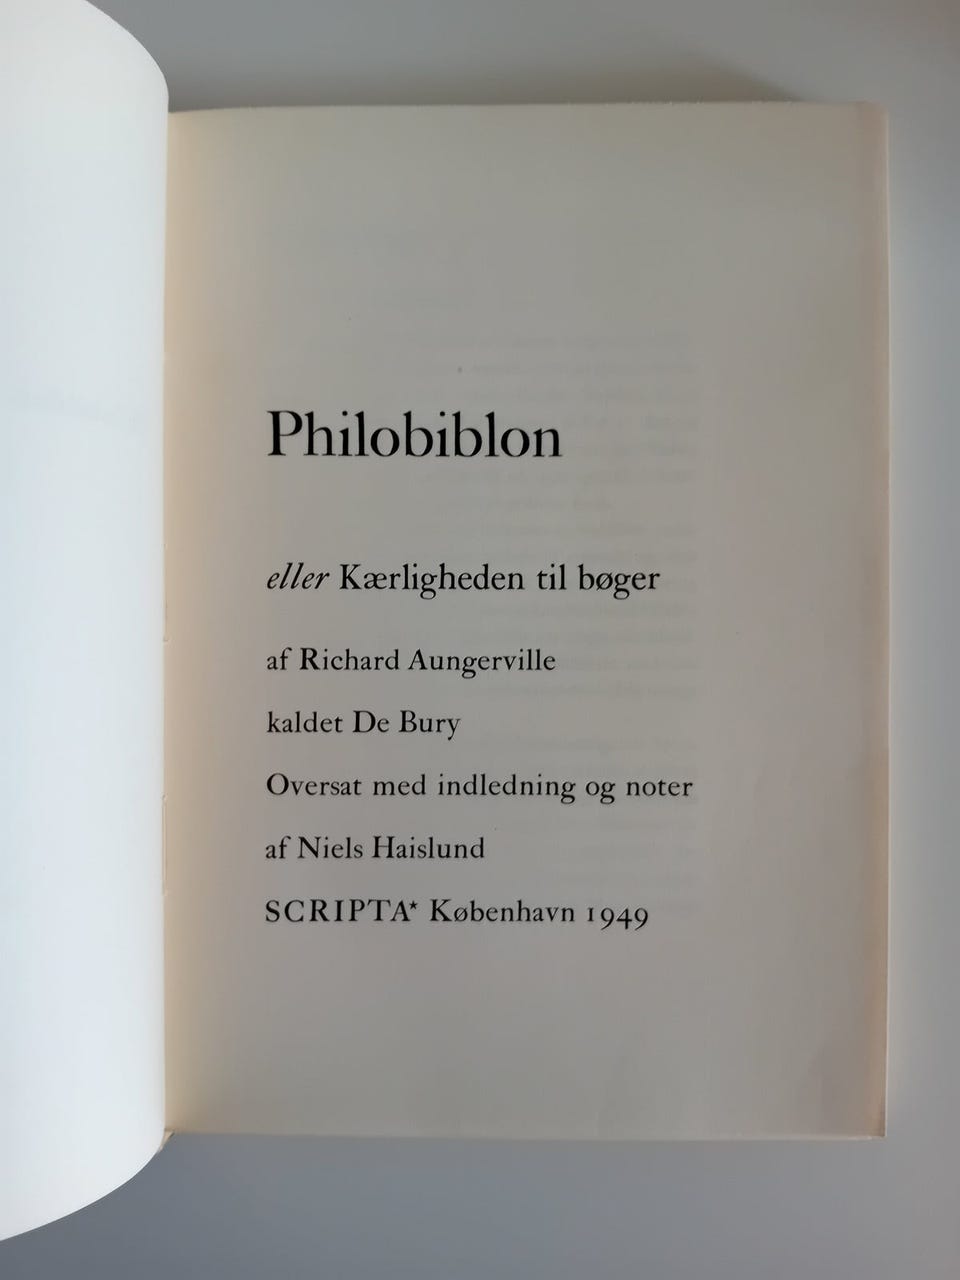 Philobiblon
eller Kærligheden til bøger
af Richard Aungerville
kaldet De Bury
Oversat med indledning og noter
af Niels Haislund
SCRIPTA* København 1949